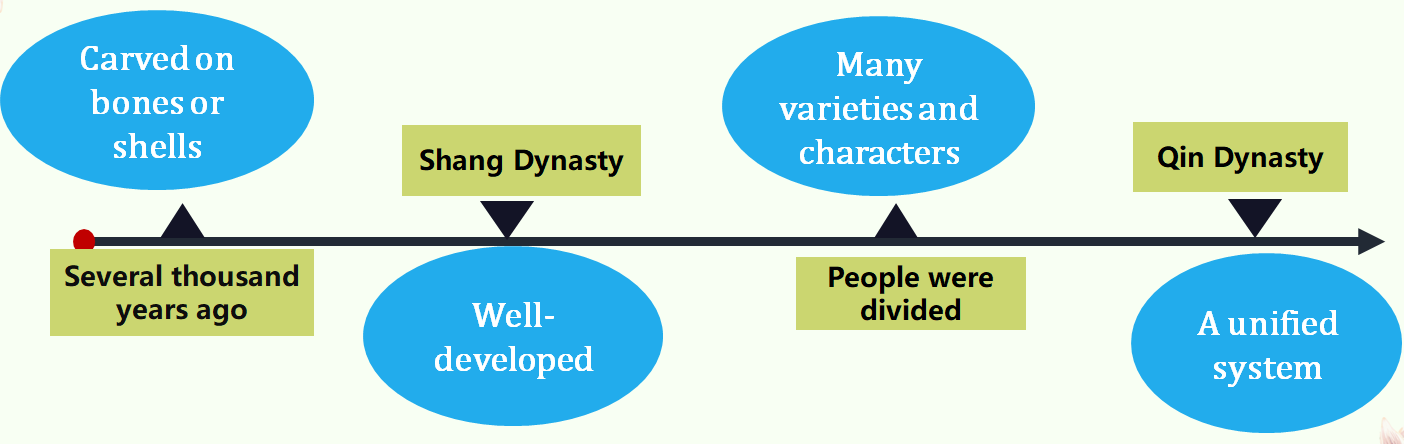 Carved on
bones or
shells
Several thousand
years ago
Shang Dynasty
Well-
developed
Many
varieties and
characters
People were
divided
Qin Dynasty
A unified
system